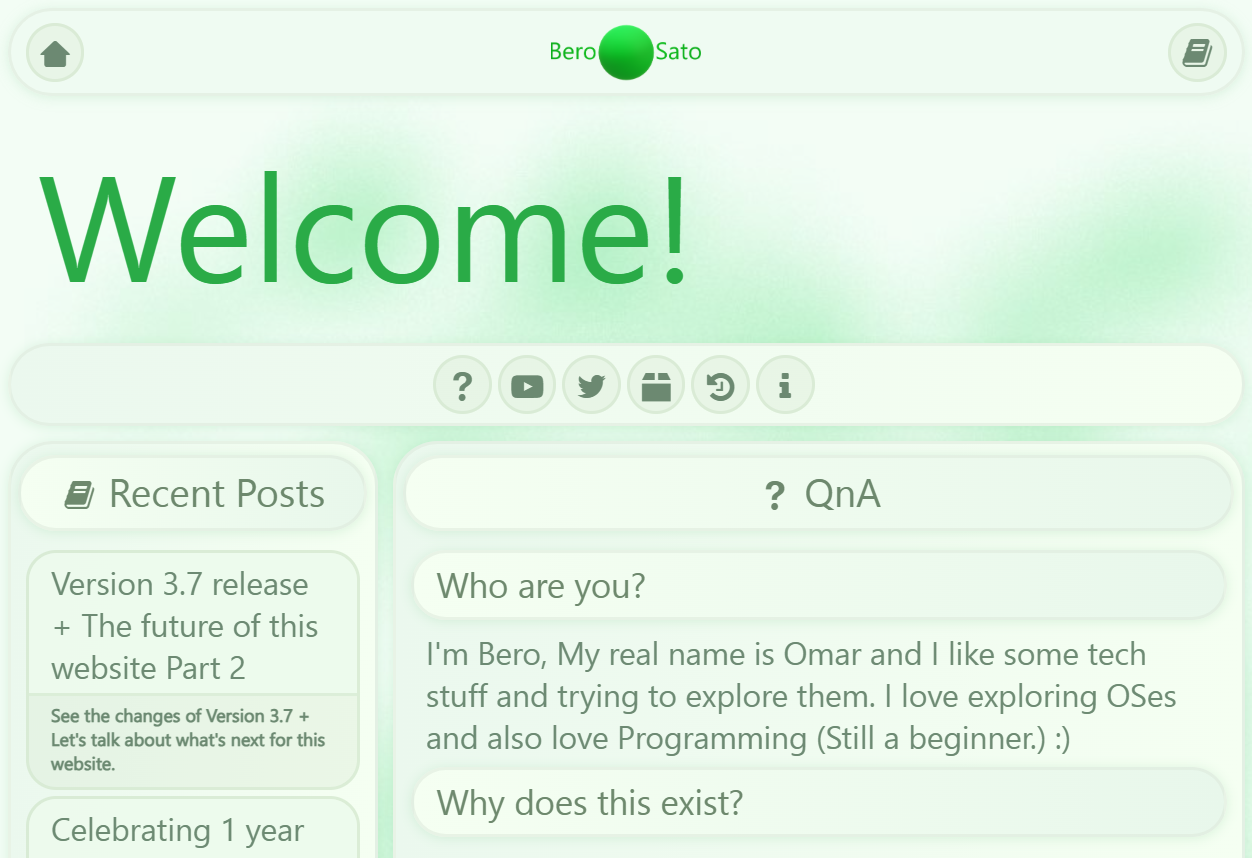 Bero Sato
Welcome!
Recent Posts
Version 3.7 release
+ The future of this
website Part 2
See the changes of Version 3.7 +
Let's talk about what's next for this
website.
Celebrating 1 year
? QnA
Who are you?
I'm Bero, My real name is Omar and I like some tech
stuff and trying to explore them. I love exploring OSes
and also love Programming (Still a beginner.) :)
Why does this exist?